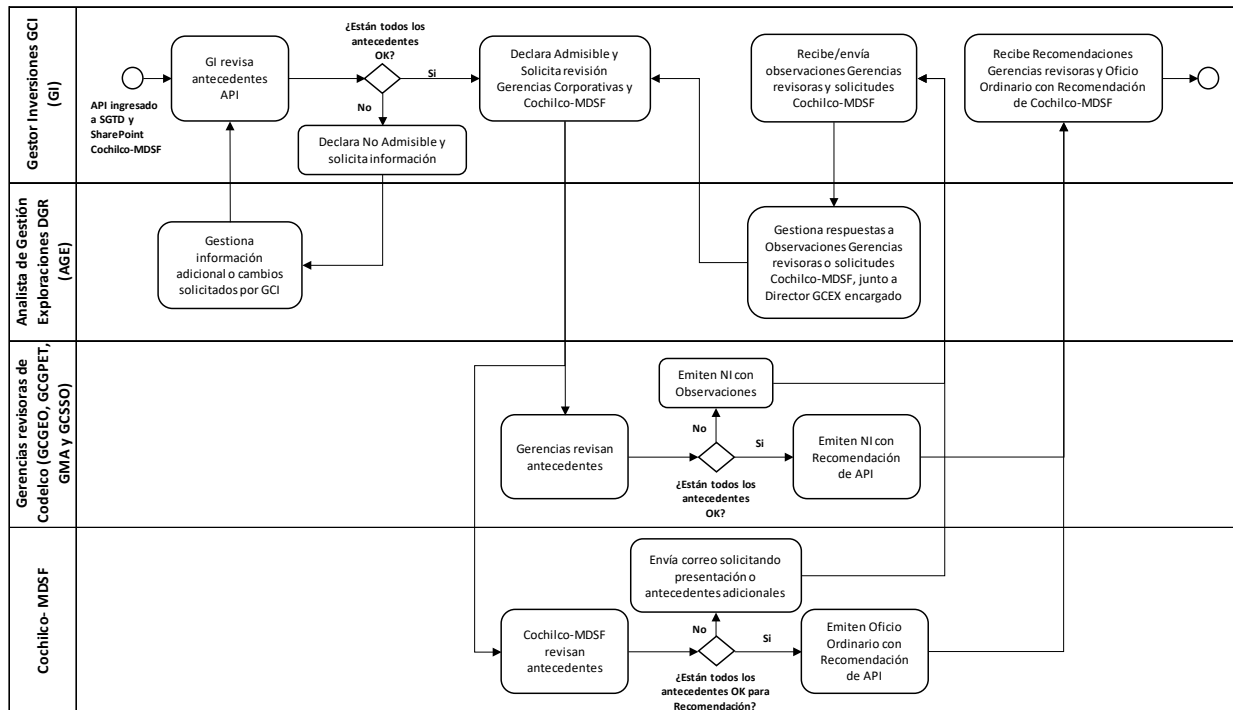 Gestor Inversiones GCI
(GI)
API ingresado
a SGTD y
SharePoint
Cochilco-MDSF
GI revisa
antecedentes
API
¿Están todos los
antecedentes
OK?
Si
No
Declara No Admisible y
solicita información
Declara Admisible y
Solicita revisión
Gerencias Corporativas y
Cochilco-MDSF
Recibe/envía
observaciones Gerencias
revisoras y solicitudes
Cochilco-MDSF
Recibe Recomendaciones
Gerencias revisoras y Oficio
Ordinario con Recomendación
de Cochilco-MDSF
Analista de Gestión
Exploraciones DGR
(AGE)
Gestiona
información
adicional o cambios
solicitados por GCI
Gestiona respuestas a
Observaciones Gerencias
revisoras o solicitudes
Cochilco-MDSF, junto a
Director GCEX encargado
Gerencias revisoras de
Codelco (GCGEO, GCGPET,
GMA y GCSSO)
Gerencias revisan
antecedentes
Emiten NI con
Observaciones
No
Si
¿Están todos los
antecedentes
OK?
Emiten NI con
Recomendación
de API
Cochilco- MDSF
Cochilco-MDSF
revisan
antecedentes
Envía correo solicitando
presentación o
antecedentes adicionales
No
Si
¿Están todos los
antecedentes OK para
Recomendación?
Emiten Oficio
Ordinario con
Recomendación
de API